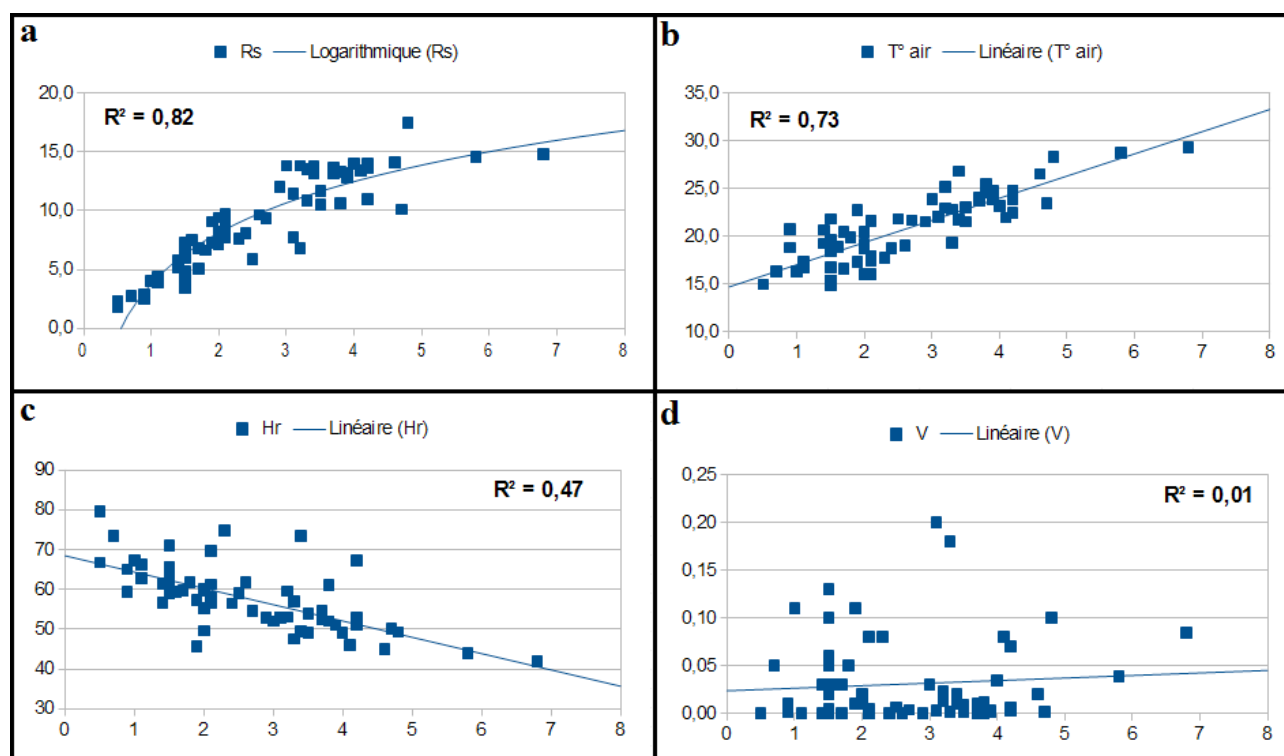 a
Rs Logarithmique (Rs)
R² = 0,82
20,0
15,0
10,0
5,0
0,0
0 1 2 3 4 5 6 7 8
b
T° air Linéaire (T° air)
R² = 0,73
35,0
30,0
25,0
20,0
15,0
10,0
0 1 2 3 4 5 6 7 8
c
Hr Linéaire (Hr)
R² = 0,47
90
80
70
60
50
40
30
0 1 2 3 4 5 6 7 8
d
V Linéaire (V)
R² = 0,01
0,25
0,20
0,15
0,10
0,05
0,00
0 1 2 3 4 5 6 7 8